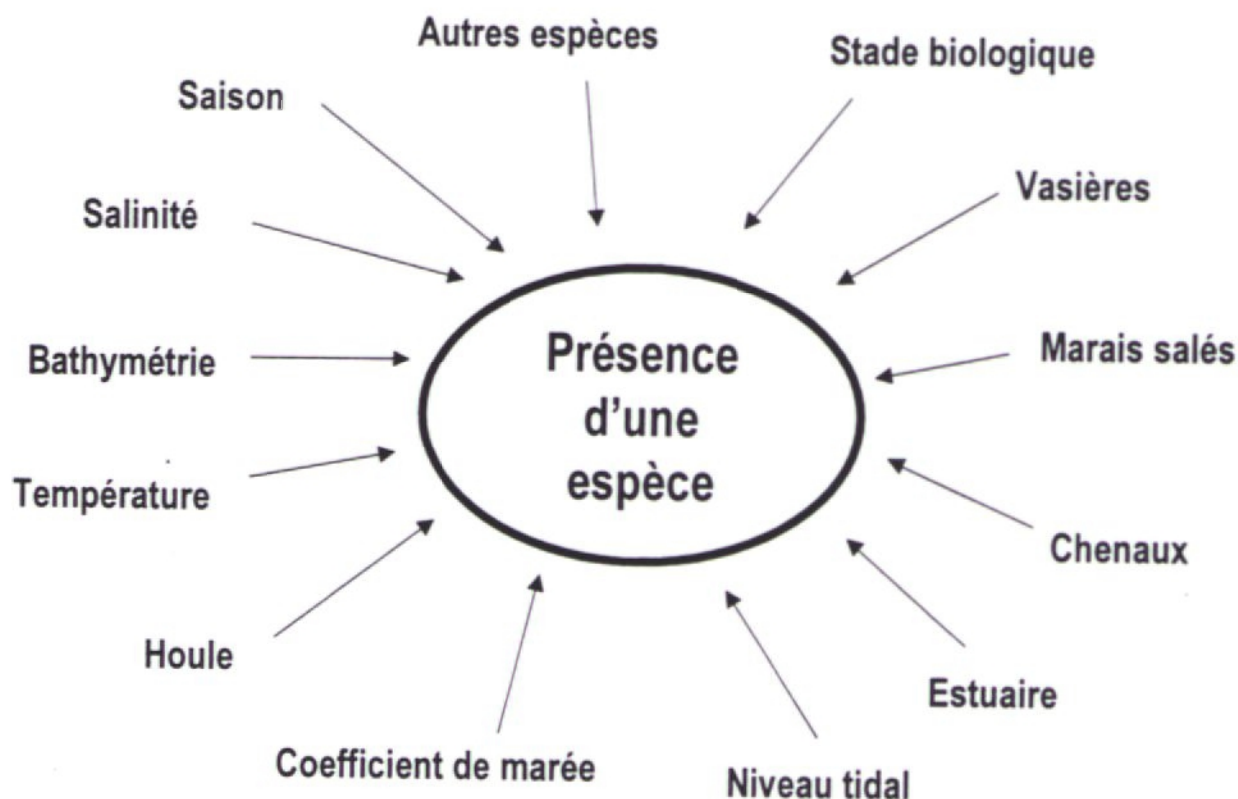 Autres espèces
Stade biologique
Saison
Vasières
Salinité
Présence
d'une
espèce
Marais salés
Bathymétrie
Température
Chenaux
Houle
Estuaire
Coefficient de marée
Niveau tidal